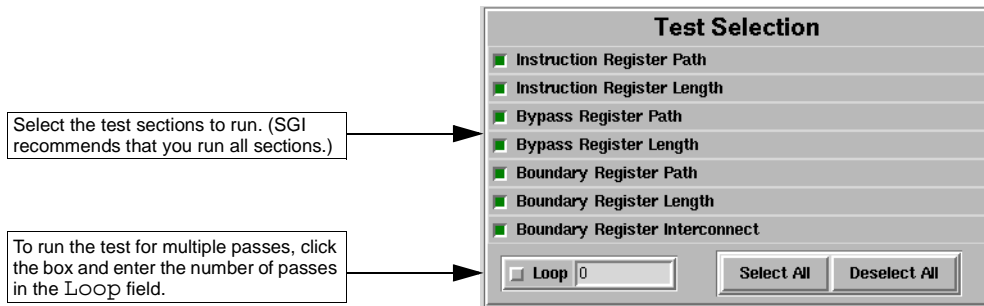 Test Selection
Instruction Register Path
Instruction Register Length
Select the test sections to run. (SGI
recommends that you run all sections.)
Bypass Register Path
Bypass Register Length
Boundary Register Path
Boundary Register Length
Boundary Register Interconnect
To run the test for multiple passes, click
the box and enter the number of passes
in the Loop field.
Loop 0 Select All Deselect All